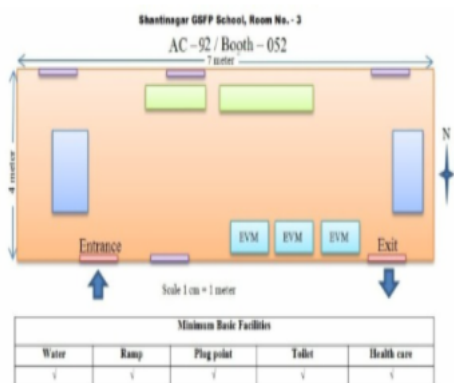 Shantinagar GSFP School, Room No. - 3
AC – 92 / Booth – 052
7 meter
4 meter
N
EVM EVM EVM
Entrance Exit
Scale 1 cm = 1 meter
Minimum Basic Facilities
Water Ramp Plug point Toilet Health care
√ √ √ √ √